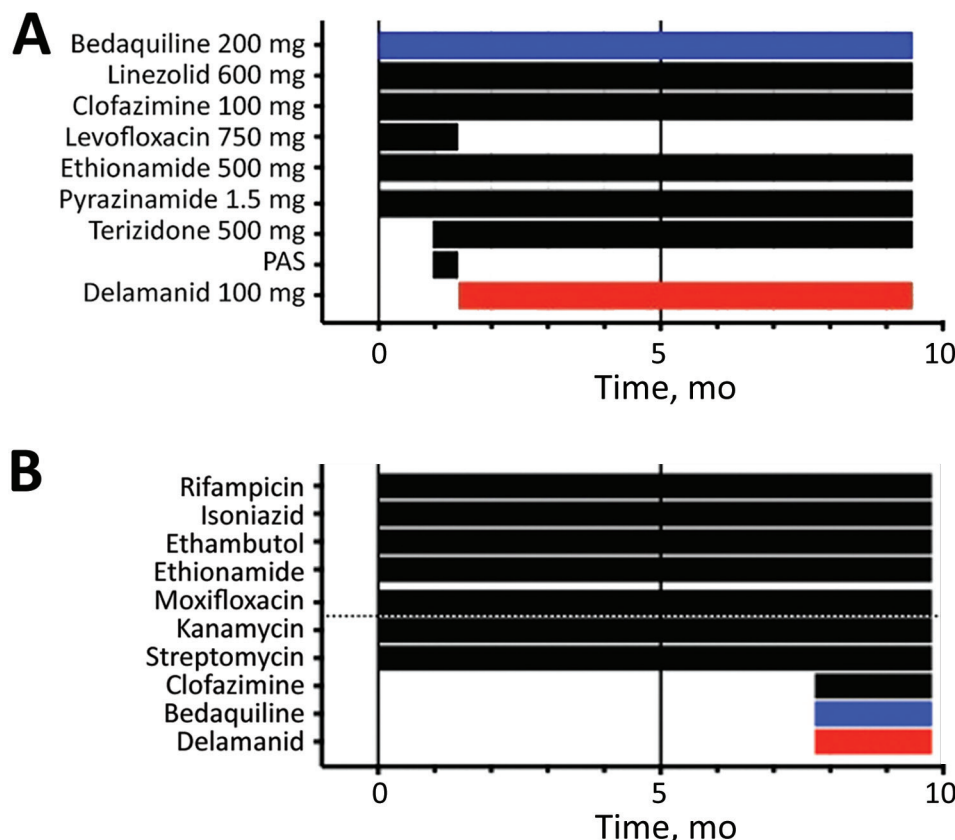 A
Bedaquiline 200 mg
Linezolid 600 mg
Clofazimine 100 mg
Levofloxacin 750 mg
Ethionamide 500 mg
Pyrazinamide 1.5 mg
Terizidone 500 mg
PAS
Delamanid 100 mg
0 5 10
Time, mo
B
Rifampicin
Isoniazid
Ethambutol
Ethionamide
Moxifloxacin
Kanamycin
Streptomycin
Clofazimine
Bedaquiline
Delamanid
0 5 10
Time, mo